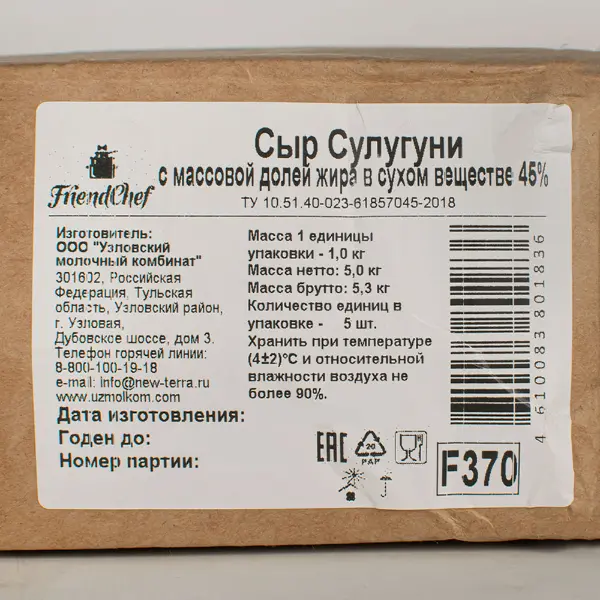 Сыр Сулугуни
с массовой долей жира в сухом веществе 45%
ТУ 10.51.40-023-61857045-2018
FriendChef
Изготовитель:
ООО "Узловский
молочный комбинат"
301602, Российская
Федерация, Тульская
область, Узловский район,
г. Узловая,
Дубовское шоссе, дом 3.
Телефон горячей линии:
8-800-100-19-18
e-mail: info@new-terra.ru
www.uzmolkom.com
Масса 1 единицы
упаковки - 1,0 кг
Масса нетто: 5,0 кг
Масса брутто: 5,3 кг
Количество единиц в
упаковке - 5 шт.
Хранить при температуре
(4±2)°С и относительной
влажности воздуха не
более 90%.
4 610083 801836
Дата изготовления:
Годен до:
Номер партии:
EAC
20
PAP
F370